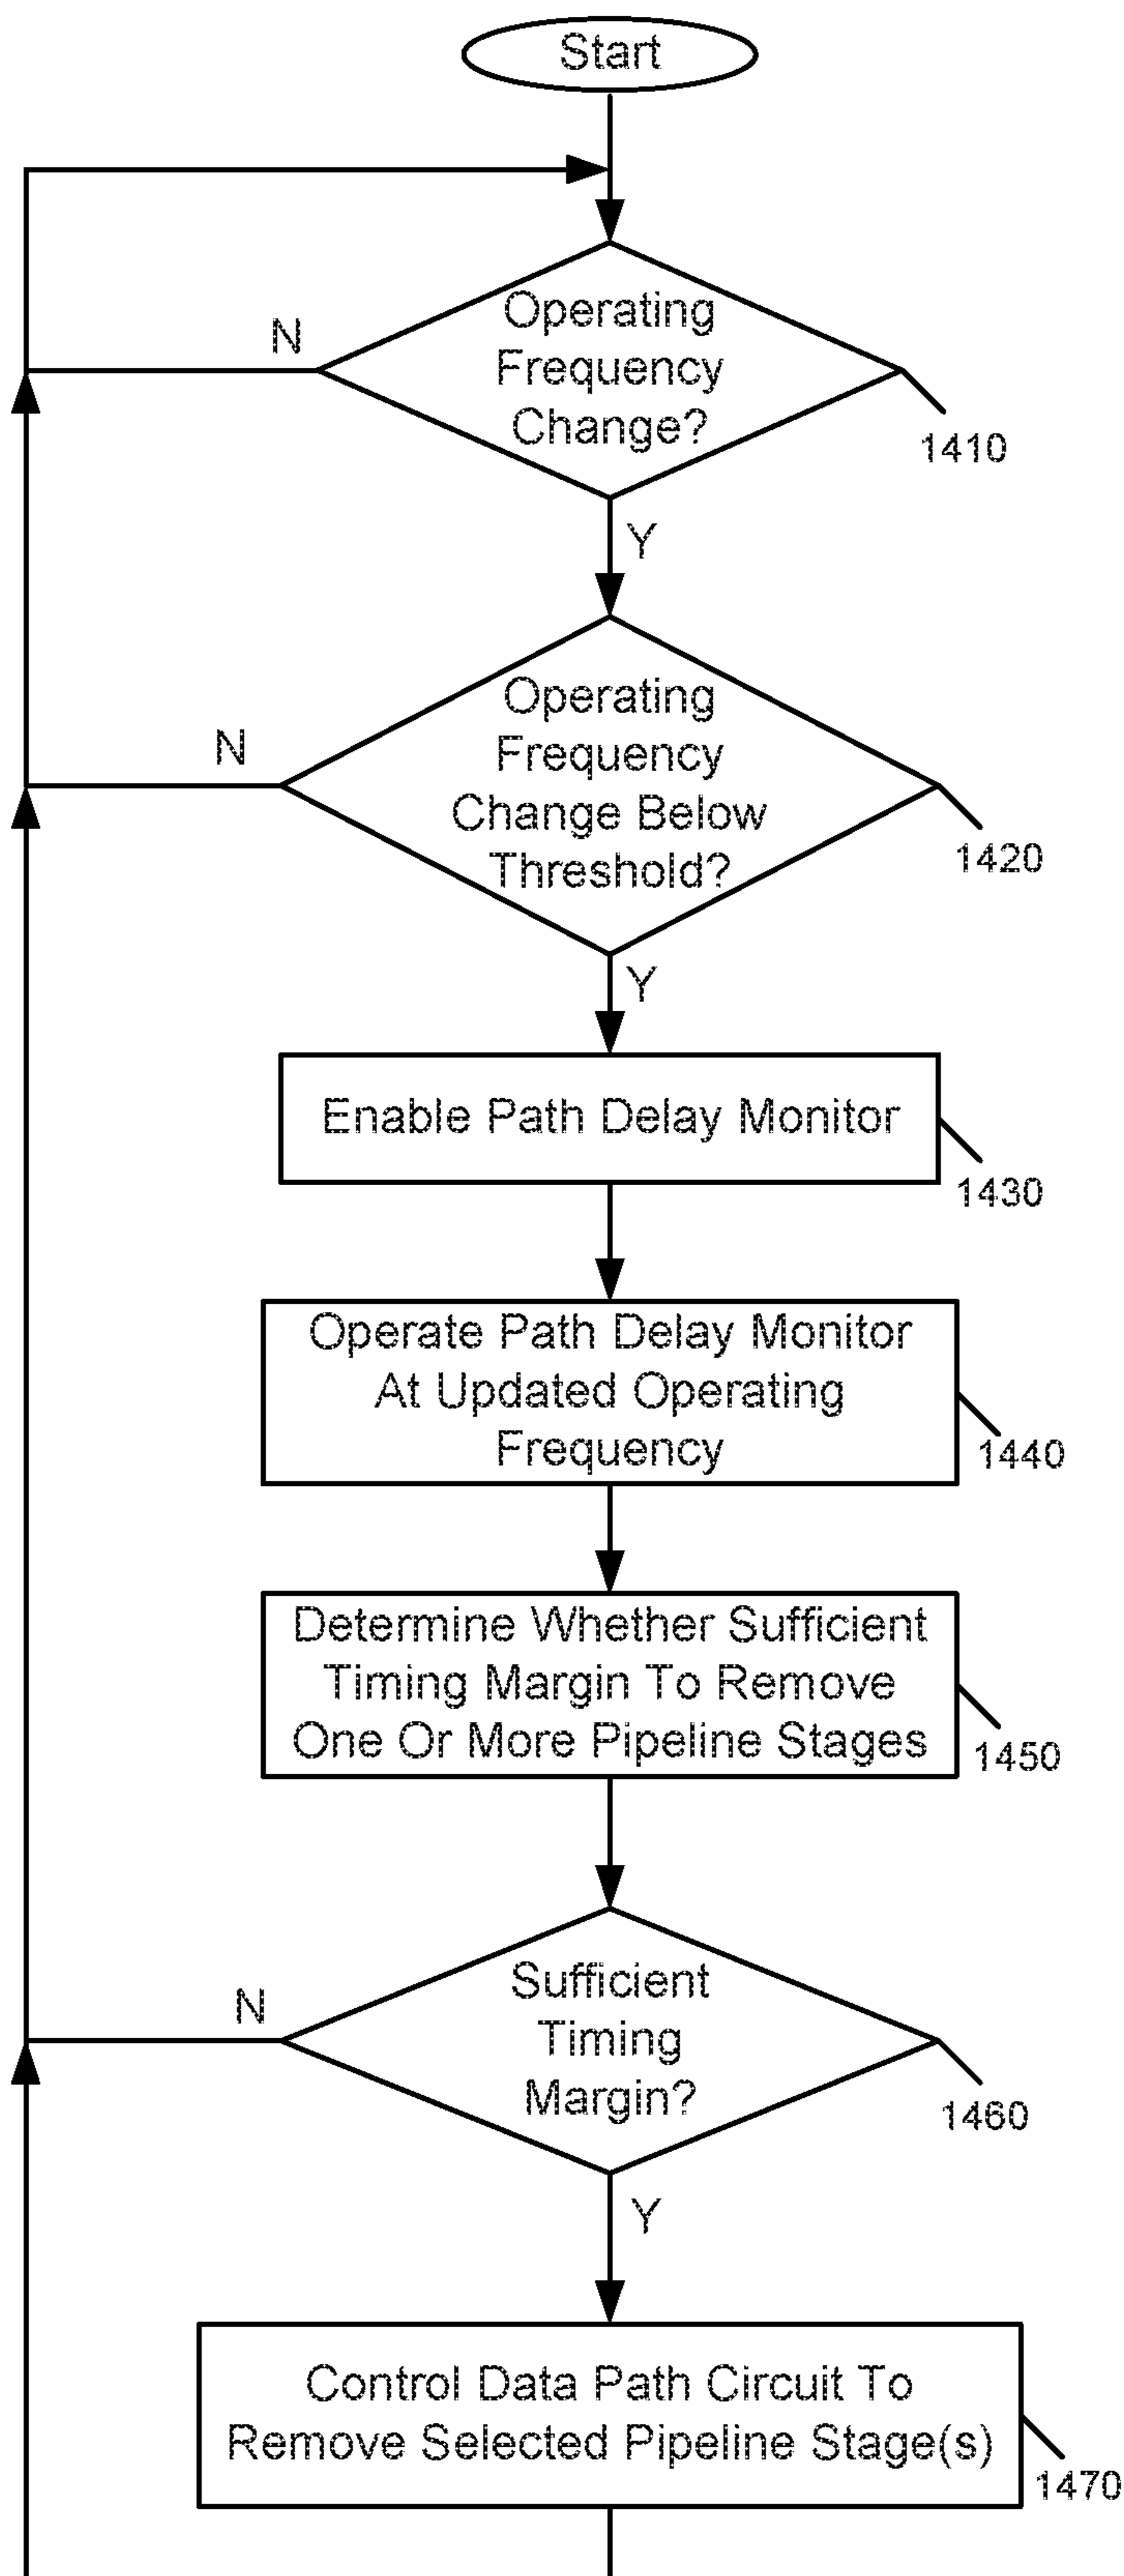 Start
Operating
Frequency
Change?
N
1410
Y
Operating
Frequency
Change Below
Threshold?
N
1420
Y
Enable Path Delay Monitor
1430
Operate Path Delay Monitor
At Updated Operating
Frequency
1440
Determine Whether Sufficient
Timing Margin To Remove
One Or More Pipeline Stages
1450
Sufficient
Timing
Margin?
N
1460
Y
Control Data Path Circuit To
Remove Selected Pipeline Stage(s)
1470